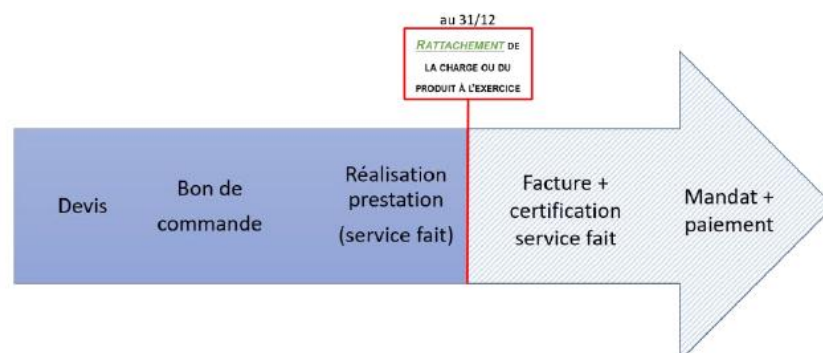 au 31/12
RATTACHEMENT DE
LA CHARGE OU DU
PRODUIT À L'EXERCICE
Devis
Bon de
commande
Réalisation
prestation
(service fait)
Facture +
certification
service fait
Mandat +
paiement